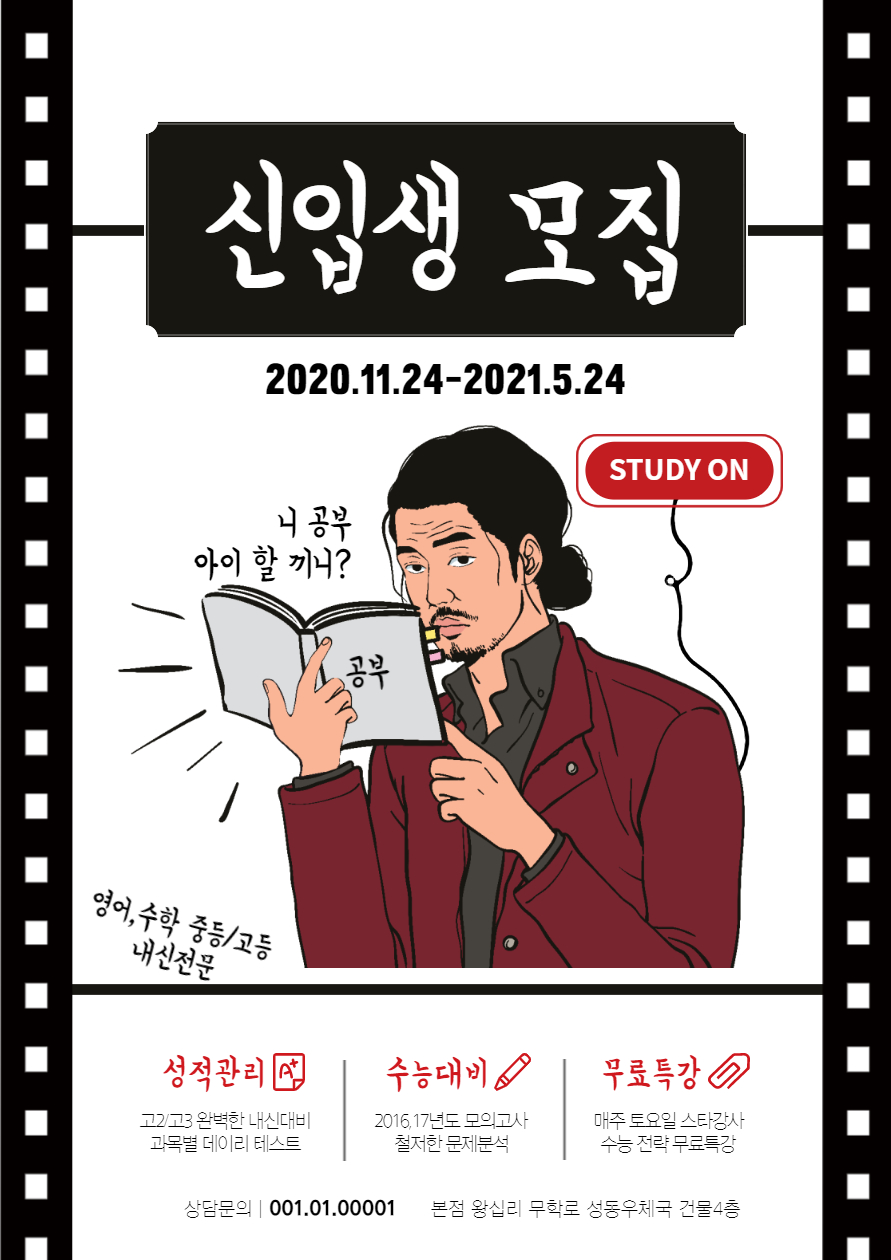 신입생 모집
2020.11.24-2021.5.24
STUDY ON
니 공부
아이 할 끼니?
공부
영어,수학 중등/고등
내신전문
성적관리 A+
고2/고3 완벽한 내신대비
과목별 데이리 테스트
수능대비
2016,17년도 모의고사
철저한 문제분석
무료특강
매주 토요일 스타강사
수능 전략 무료특강
상담문의 | 001.01.00001 본점 왕십리 무학로 성동우체국 건물4층